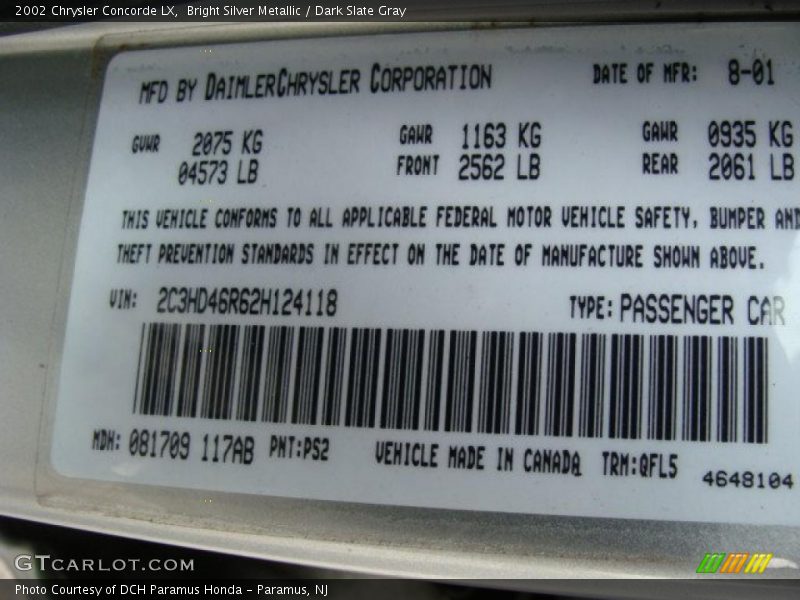 2002 Chrysler Concorde LX, Bright Silver Metallic / Dark Slate Gray
MFD BY DAIMLERCHRYSLER CORPORATION DATE OF MFR: 8-01
GVWR 2075 KG GAWR 1163 KG GAWR 0935 KG
04573 LB FRONT 2562 LB REAR 2061 LB
THIS VEHICLE CONFORMS TO ALL APPLICABLE FEDERAL MOTOR VEHICLE SAFETY, BUMPER AND
THEFT PREVENTION STANDARDS IN EFFECT ON THE DATE OF MANUFACTURE SHOWN ABOVE.
VIN: 2C3HD46R62H124118 TYPE: PASSENGER CAR
MDH: 081709 117AB PNT:PS2 VEHICLE MADE IN CANADA TRM:QFL5
4648104
GTCARLOT.COM
Photo Courtesy of DCH Paramus Honda - Paramus, NJ